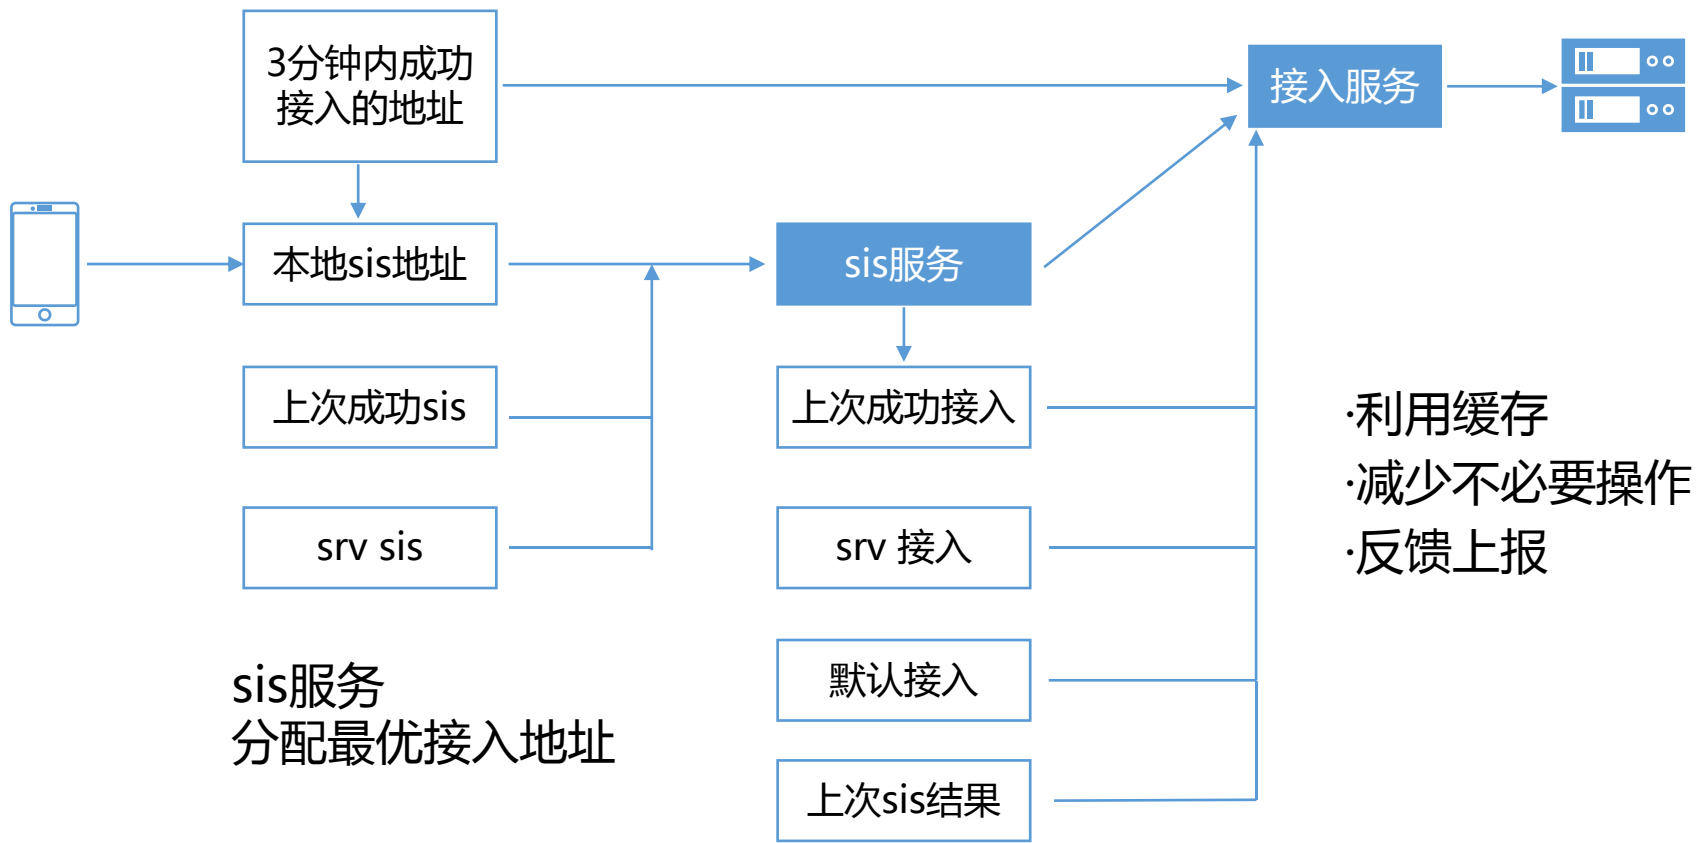 3分钟内成功
接入的地址
接入服务
本地sis地址
sis服务
上次成功sis
上次成功接入
srv sis
srv 接入
默认接入
上次sis结果
·利用缓存
·减少不必要操作
·反馈上报
sis服务
分配最优接入地址